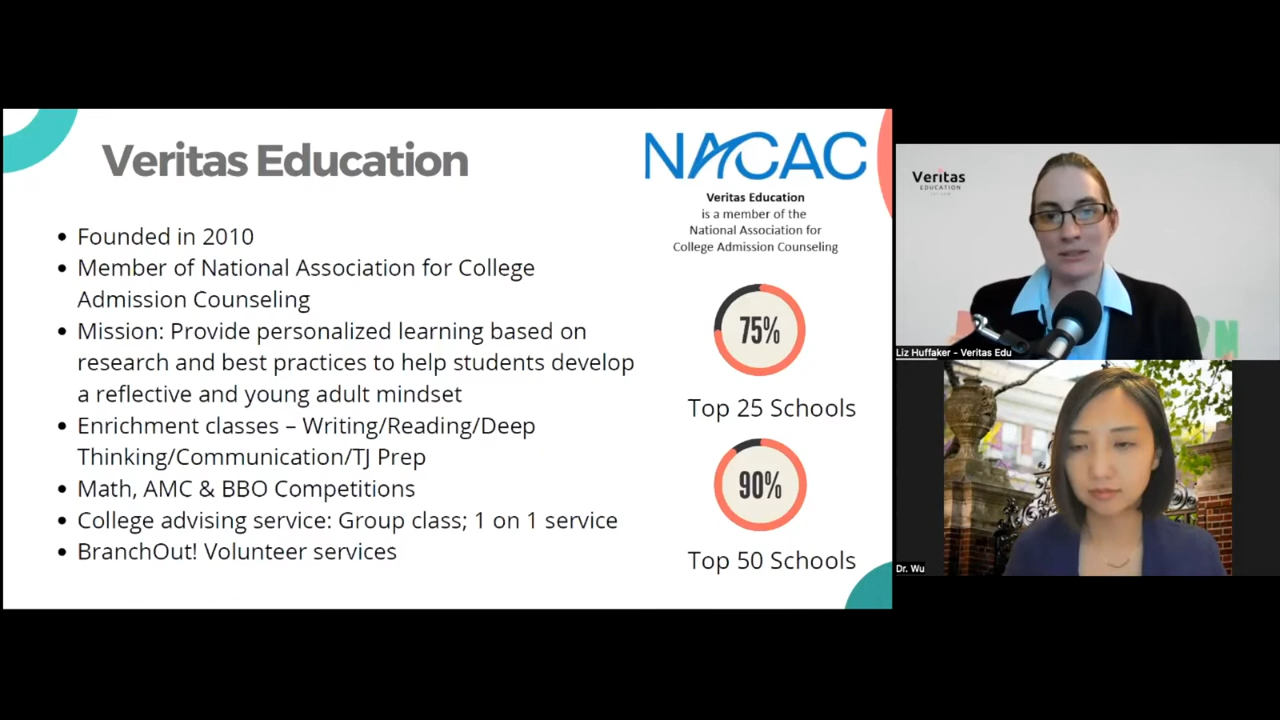 Veritas Education
Founded in 2010
Member of National Association for College
Admission Counseling
Mission: Provide personalized learning based on
research and best practices to help students develop
a reflective and young adult mindset
Enrichment classes – Writing/Reading/Deep
Thinking/Communication/TJ Prep
Math, AMC & BBO Competitions
College advising service: Group class; 1 on 1 service
BranchOut! Volunteer services
NACAC
Veritas Education
is a member of the
National Association for
College Admission Counseling
75%
Top 25 Schools
90%
Top 50 Schools
Veritas
EDUCATION
Liz Huffaker - Veritas Edu
Dr. Wu